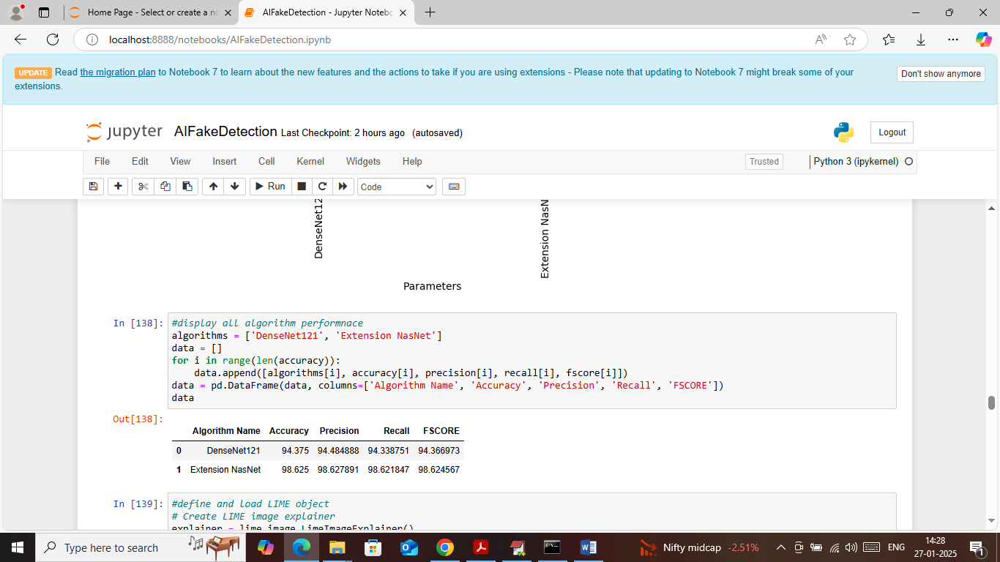 Home Page - Select or create a no
AIFakeDetection - Jupyter Notebo
localhost:8888/notebooks/AIFakeDetection.ipynb
UPDATE Read the migration plan to Notebook 7 to learn about the new features and the actions to take if you are using extensions - Please note that updating to Notebook 7 might break some of your
extensions.
Don't show anymore
jupyter AIFakeDetection Last Checkpoint: 2 hours ago (autosaved)
Logout
File Edit View Insert Cell Kernel Widgets Help
Trusted
Python 3 (ipykernel)
Run
Code
DenseNet12
Extension NasN
Parameters
In [138]:
#display all algorithm performnace
algorithms = ['DenseNet121', 'Extension NasNet']
data = []
for i in range(len(accuracy)):
    data.append([algorithms[i], accuracy[i], precision[i], recall[i], fscore[i]])
data = pd.DataFrame(data, columns=['Algorithm Name', 'Accuracy', 'Precision', 'Recall', 'FSCORE'])
data
Out[138]:
Algorithm Name Accuracy Precision Recall FSCORE
0 DenseNet121 94.375 94.484888 94.338751 94.366973
1 Extension NasNet 98.625 98.627891 98.621847 98.624567
In [139]:
#define and load LIME object
# Create LIME image explainer
explainer = lime_image.LimeImageExplainer()
Type here to search
Nifty midcap -2.51%
ENG
14:28
27-01-2025
1